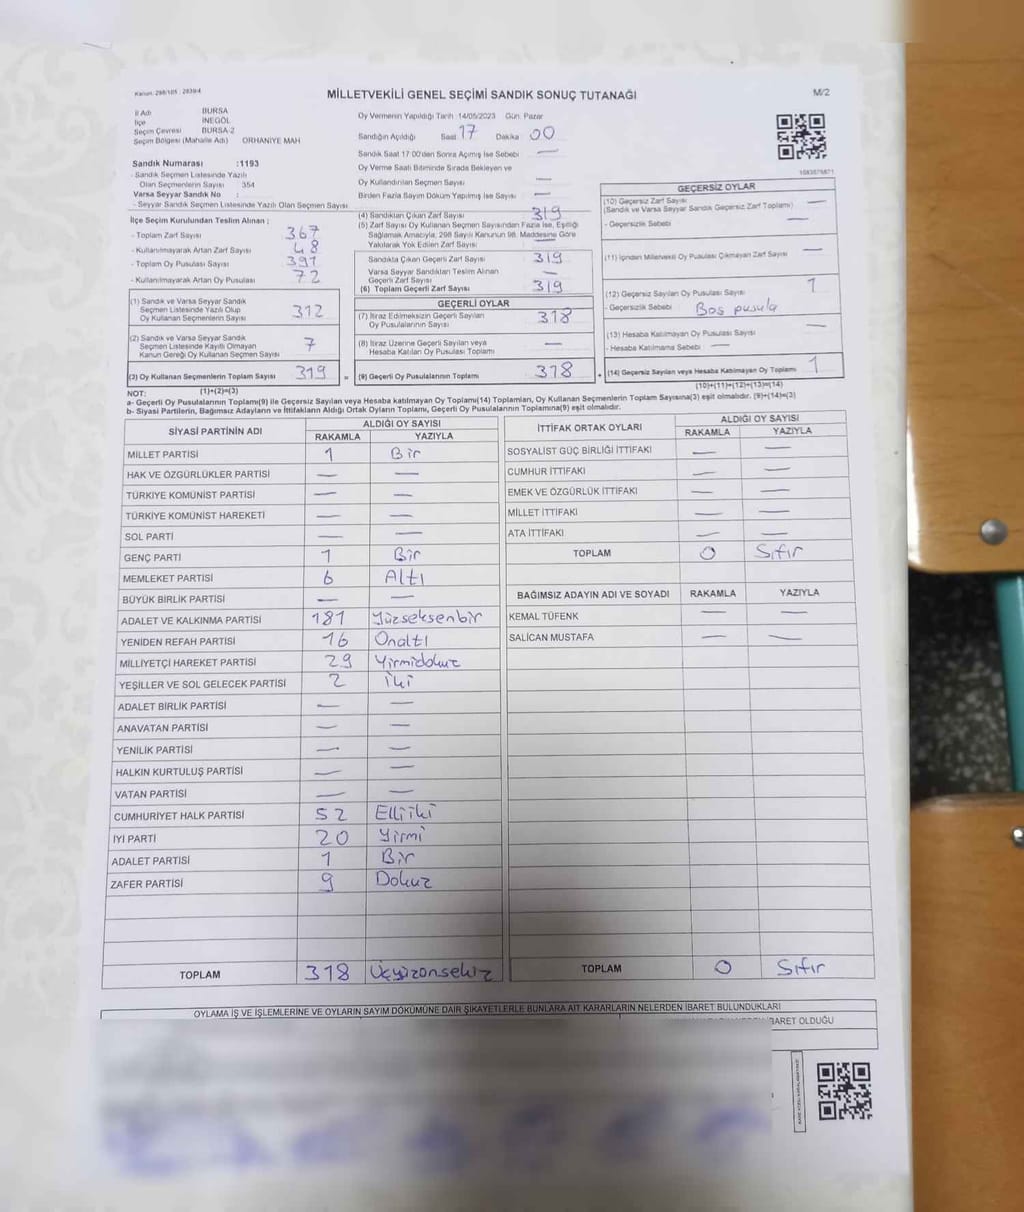 Kanun: 298/105 : 2839/4
MİLLETVEKİLİ GENEL SEÇİMİ SANDIK SONUÇ TUTANAĞI
M/2
İl Adı BURSA
İlçe İNEGÖL
Seçim Çevresi BURSA-2
Seçim Bölgesi (Mahalle Adı) ORHANİYE MAH
Sandık Numarası :1193
- Sandık Seçmen Listesinde Yazılı
Olan Seçmenlerin Sayısı 354
Varsa Seyyar Sandık No :
- Seyyar Sandık Seçmen Listesinde Yazılı Olan Seçmen Sayısı
Oy Vermenin Yapıldığı Tarih 14/05/2023 Gün: Pazar
Sandığın Açıldığı Saat 17 Dakika 00
Sandık Saat 17:00'den Sonra Açımış İse Sebebi —
Oy Verme Saati Bitiminde Sırada Bekleyen ve
Oy Kullandırılan Seçmen Sayısı —
Birden Fazla Sayım Döküm Yapılmış İse Sayısı —
İlçe Seçim Kurulundan Teslim Alınan ;
- Toplam Zarf Sayısı 367
- Kullanılmayarak Artan Zarf Sayısı 48
- Toplam Oy Pusulası Sayısı 391
- Kullanılmayarak Artan Oy Pusulası 72
(1) Sandık ve Varsa Seyyar Sandık
Seçmen Listesinde Yazılı Olup
Oy Kullanan Seçmenlerin Sayısı 312
(2) Sandık ve Varsa Seyyar Sandık
Seçmen Listesinde Kayıtlı Olmayan
Kanun Gereği Oy Kullanan Seçmen Sayısı 7
(3) Oy Kullanan Seçmenlerin Toplam Sayısı 319 =
(1)+(2)=(3)
(4) Sandıktan Çıkan Zarf Sayısı 319
(5) Zarf Sayısı Oy Kullanan Seçmen Sayısından Fazla İse, Eşitliği
Sağlamak Amacıyla, 298 Sayılı Kanunun 98. Maddesine Göre
Yakılarak Yok Edilen Zarf Sayısı —
Sandıkta Çıkan Geçerli Zarf Sayısı 319
Varsa Seyyar Sandıktan Teslim Alınan
Geçerli Zarf Sayısı —
(6) Toplam Geçerli Zarf Sayısı 319
GEÇERLİ OYLAR
(7) İtiraz Edilmeksizin Geçerli Sayılan
Oy Pusulalarının Sayısı 318
(8) İtiraz Üzerine Geçerli Sayılan veya
Hesaba Katılan Oy Pusulası Toplamı —
(9) Geçerli Oy Pusulalarının Toplamı 318 +
GEÇERSİZ OYLAR
(10) Geçersiz Zarf Sayısı
(Sandık ve Varsa Seyyar Sandık Geçersiz Zarf Toplamı) —
- Geçersizlik Sebebi —
(11) İçinden Milletvekili Oy Pusulası Çıkmayan Zarf Sayısı —
(12) Geçersiz Sayılan Oy Pusulası Sayısı 1
- Geçersizlik Sebebi Boş pusula
(13) Hesaba Katılmayan Oy Pusulası Sayısı —
- Hesaba Katılmama Sebebi —
(14) Geçersiz Sayılan veya Hesaba Katılmayan Oy Toplamı 1
(10)+(11)+(12)+(13)=(14)
NOT:
a- Geçerli Oy Pusulalarının Toplamı(9) ile Geçersiz Sayılan veya Hesaba katılmayan Oy Toplamı(14) Toplamları, Oy Kullanan Seçmenlerin Toplam Sayısına(3) eşit olmalıdır. (9)+(14)=(3)
b- Siyasi Partilerin, Bağımsız Adayların ve İttifakların Aldığı Ortak Oyların Toplamı, Geçerli Oy Pusulalarının Toplamına(9) eşit olmalıdır.
SİYASİ PARTİNİN ADI ALDIĞI OY SAYISI
RAKAMLA YAZIYLA
MİLLET PARTİSİ 1 Bir
HAK VE ÖZGÜRLÜKLER PARTİSİ — —
TÜRKİYE KOMÜNİST PARTİSİ — —
TÜRKİYE KOMÜNİST HAREKETİ — —
SOL PARTİ — —
GENÇ PARTİ 1 Bir
MEMLEKET PARTİSİ 6 Altı
BÜYÜK BİRLİK PARTİSİ — —
ADALET VE KALKINMA PARTİSİ 181 Yüzseksenbir
YENİDEN REFAH PARTİSİ 16 Onaltı
MİLLİYETÇİ HAREKET PARTİSİ 29 Yirmidokuz
YEŞİLLER VE SOL GELECEK PARTİSİ 2 İki
ADALET BİRLİK PARTİSİ — —
ANAVATAN PARTİSİ — —
YENİLİK PARTİSİ — —
HALKIN KURTULUŞ PARTİSİ — —
VATAN PARTİSİ — —
CUMHURİYET HALK PARTİSİ 52 Elliiki
İYİ PARTİ 20 Yirmi
ADALET PARTİSİ 1 Bir
ZAFER PARTİSİ 9 Dokuz
TOPLAM 318 Üçyüzonsekiz
İTTİFAK ORTAK OYLARI ALDIĞI OY SAYISI
RAKAMLA YAZIYLA
SOSYALİST GÜÇ BİRLİĞİ İTTİFAKI — —
CUMHUR İTTİFAKI — —
EMEK VE ÖZGÜRLÜK İTTİFAKI — —
MİLLET İTTİFAKI — —
ATA İTTİFAKI — —
TOPLAM 0 Sıfır
BAĞIMSIZ ADAYIN ADI VE SOYADI RAKAMLA YAZIYLA
KEMAL TÜFENK — —
SALİCAN MUSTAFA — —
TOPLAM 0 Sıfır
OYLAMA İŞ VE İŞLEMLERİNE VE OYLARIN SAYIM DÖKÜMÜNE DAİR ŞİKAYETLERLE BUNLARA AİT KARARLARIN NELERDEN İBARET BULUNDUKLARI
İBARET OLDUĞU